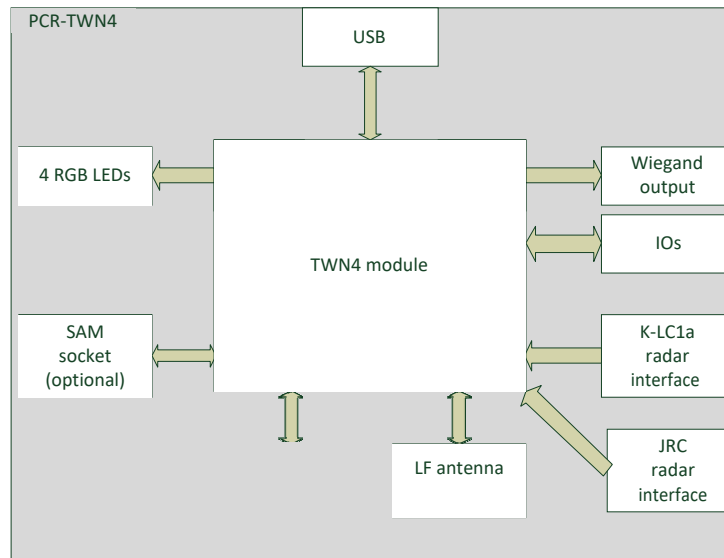 PCR-TWN4
USB
4 RGB LEDs
Wiegand
output
IOs
TWN4 module
SAM
socket
(optional)
K-LC1a
radar
interface
LF antenna
JRC
radar
interface